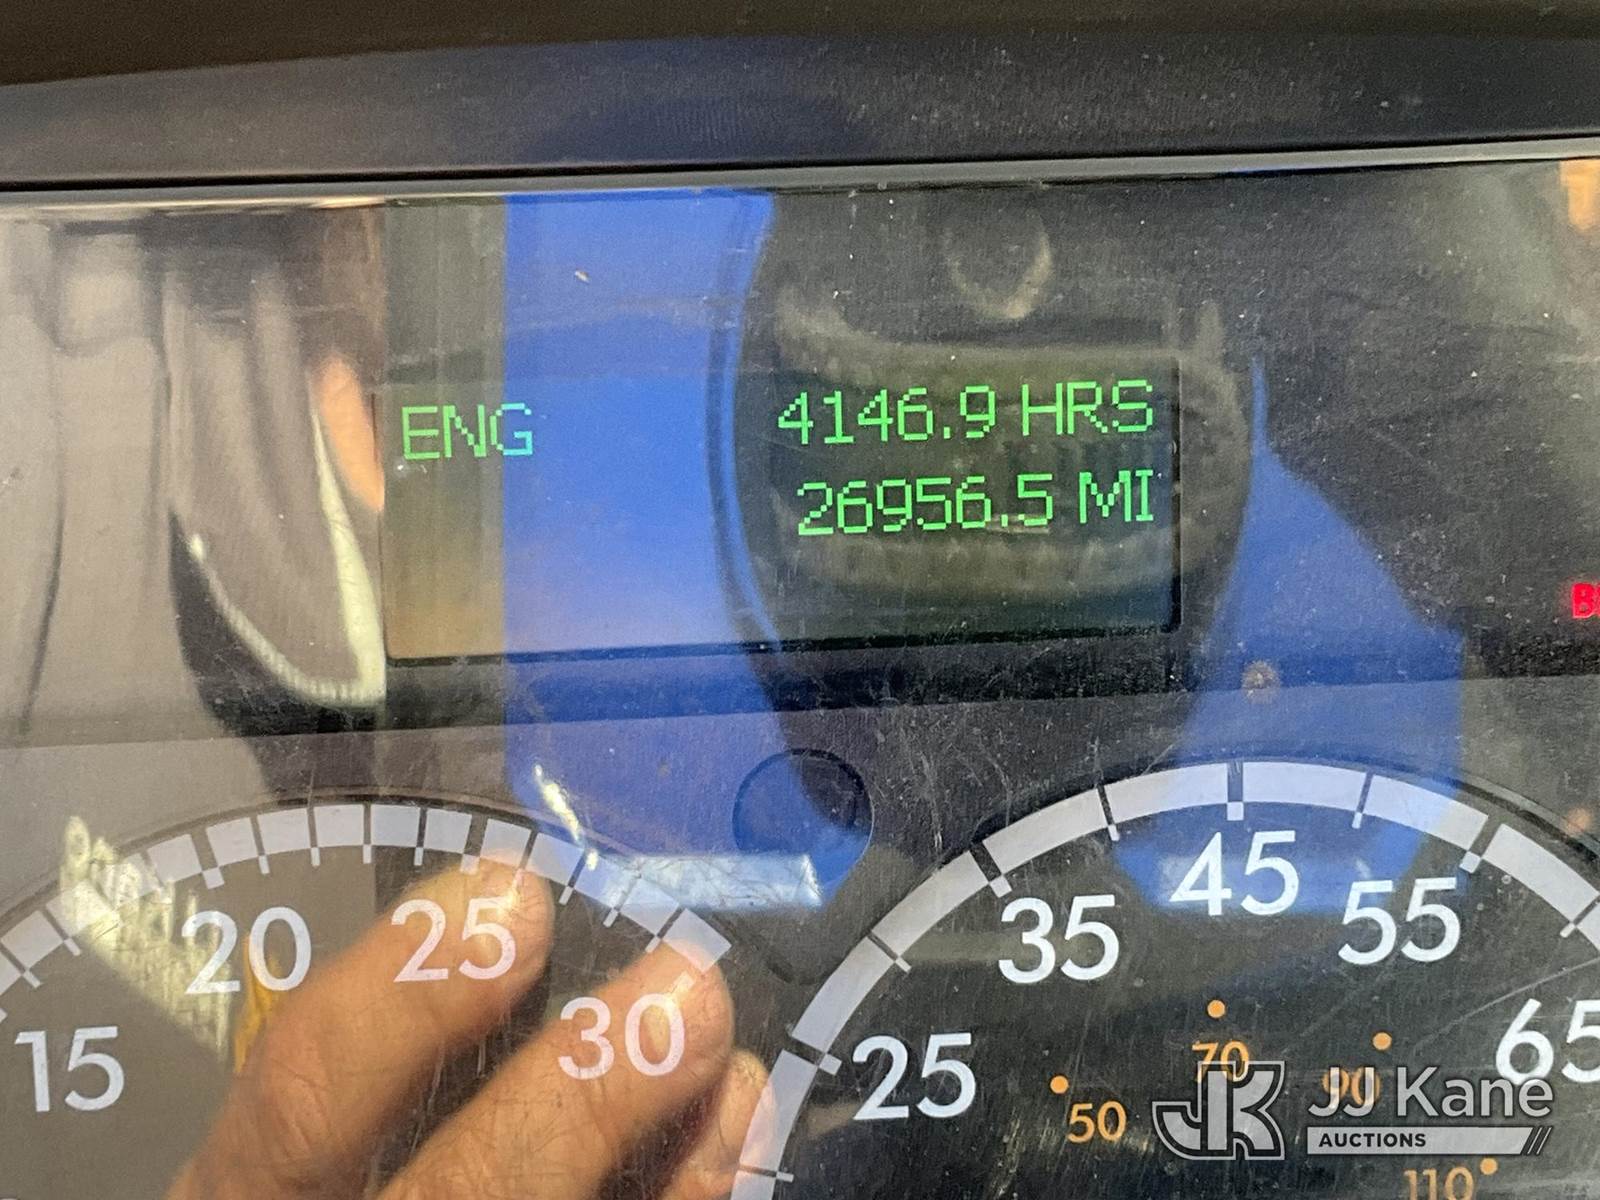 ENG 4146.9 HRS
26956.5 MI
15 20 25 30
25 35 45 55 65
50 70 90 110
JK JJ Kane
AUCTIONS